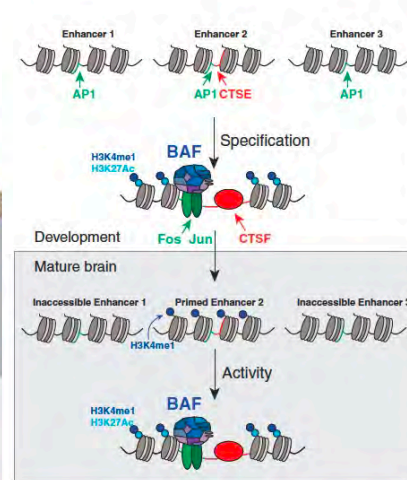 Enhancer 1 Enhancer 2 Enhancer 3
AP1 AP1 CTSE AP1
Specification
H3K4me1 BAF
H3K27Ac
Development Fos Jun CTSF
Mature brain
Inaccessible Enhancer 1 Primed Enhancer 2 Inaccessible Enhancer
H3K4me1
Activity
H3K4me1 BAF
H3K27Ac